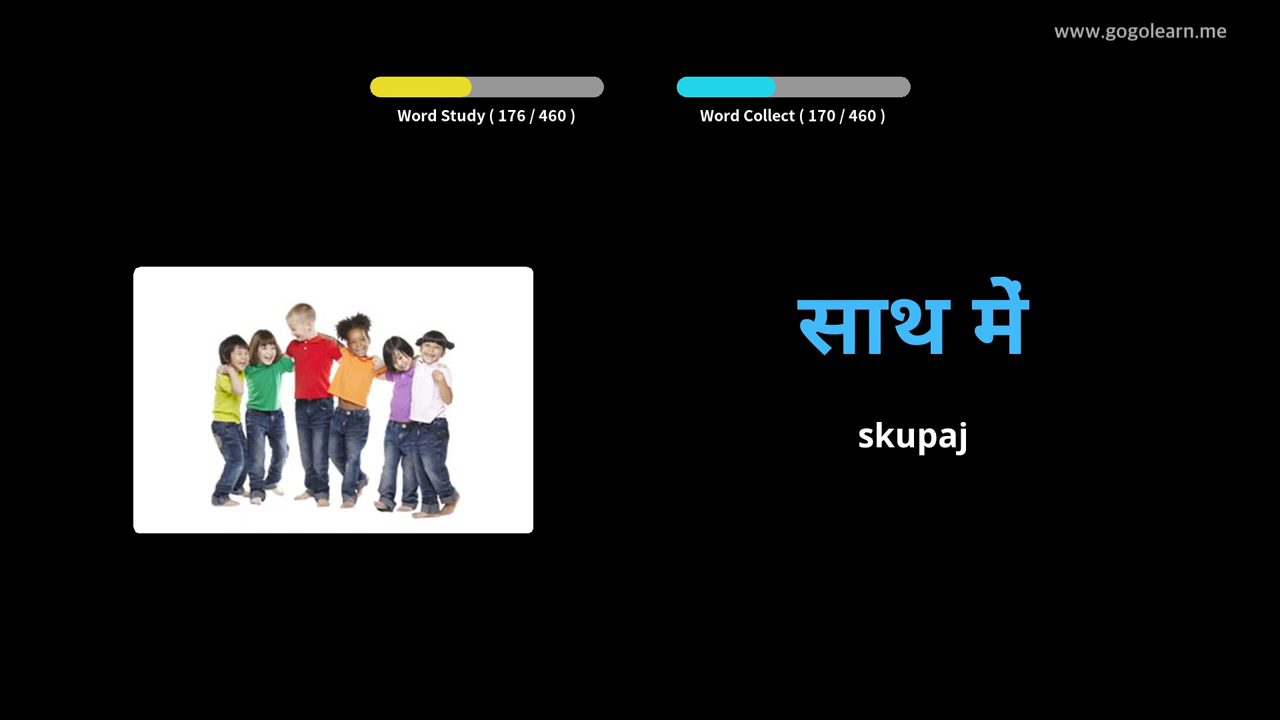 www.gogolearn.me
Word Study ( 176 / 460 )
Word Collect ( 170 / 460 )
साथ में
skupaj